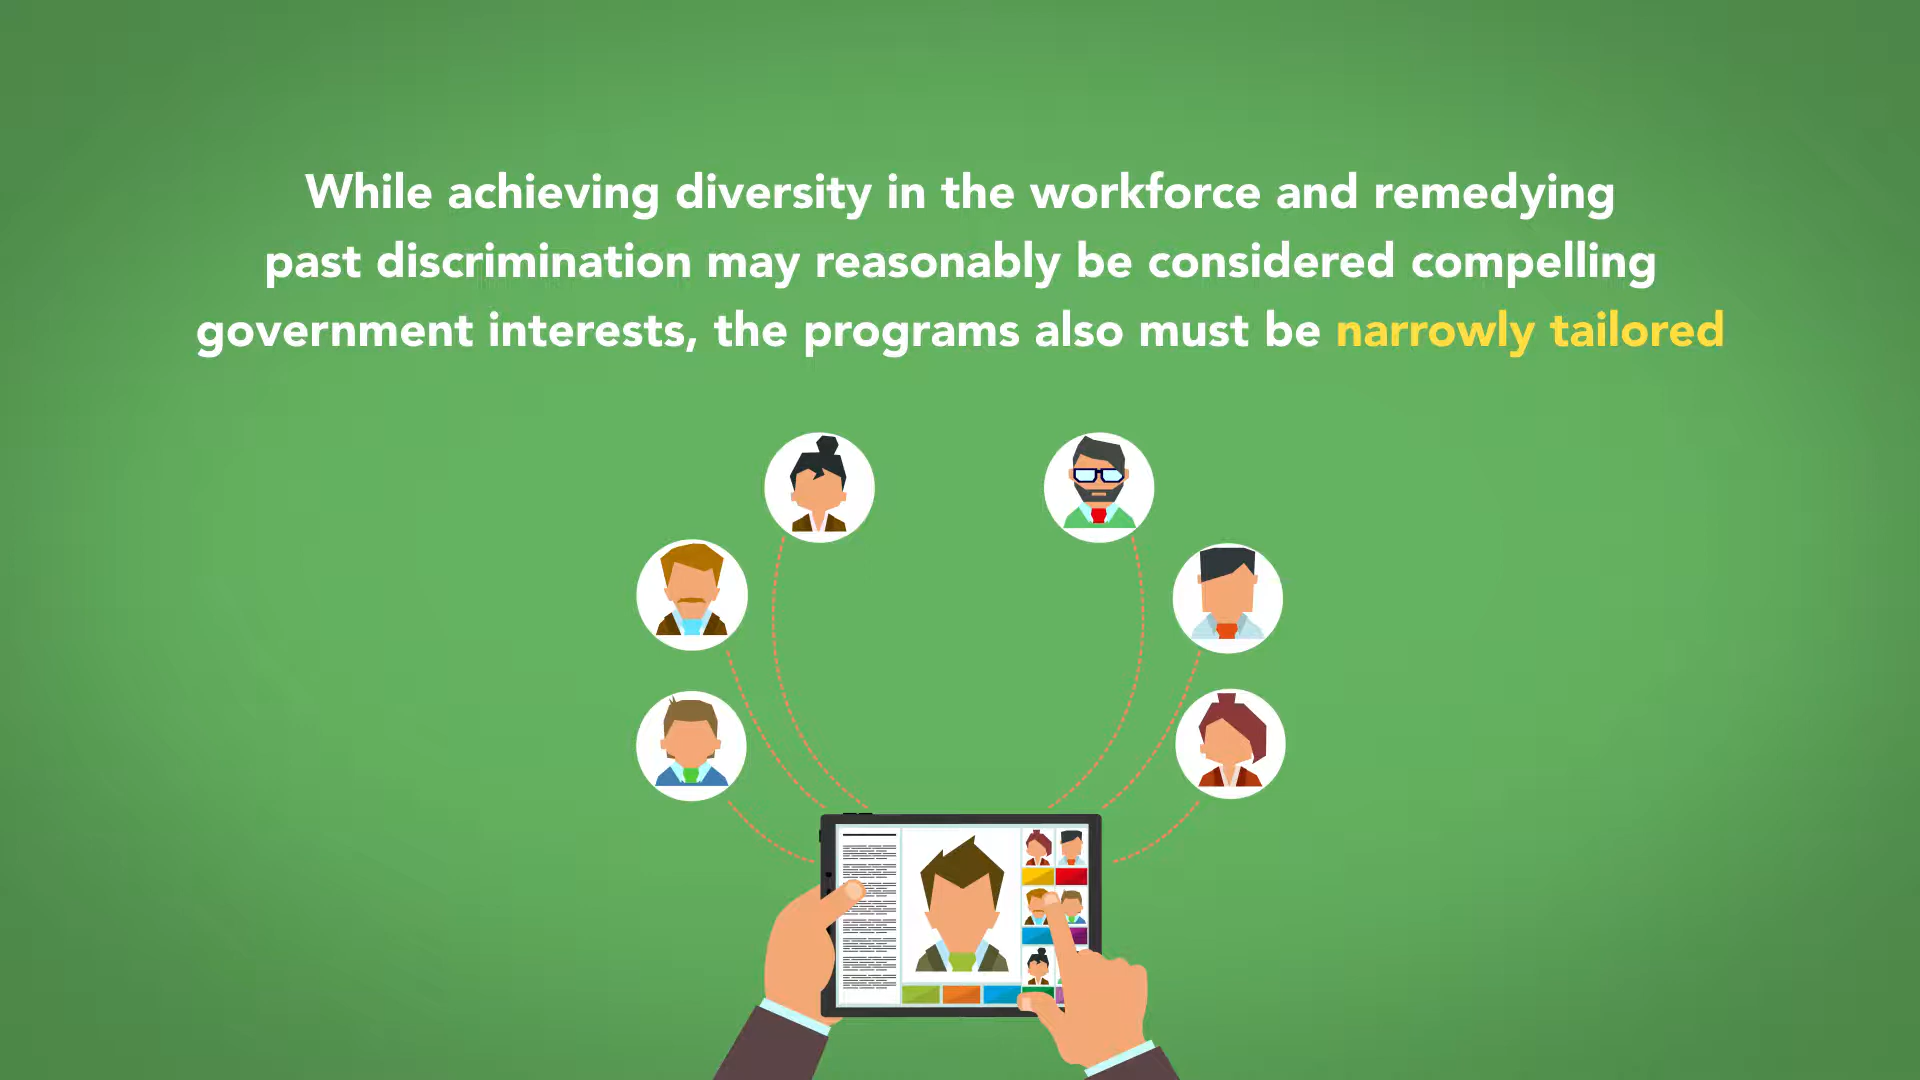 While achieving diversity in the workforce and remedying
past discrimination may reasonably be considered compelling
government interests, the programs also must be narrowly tailored